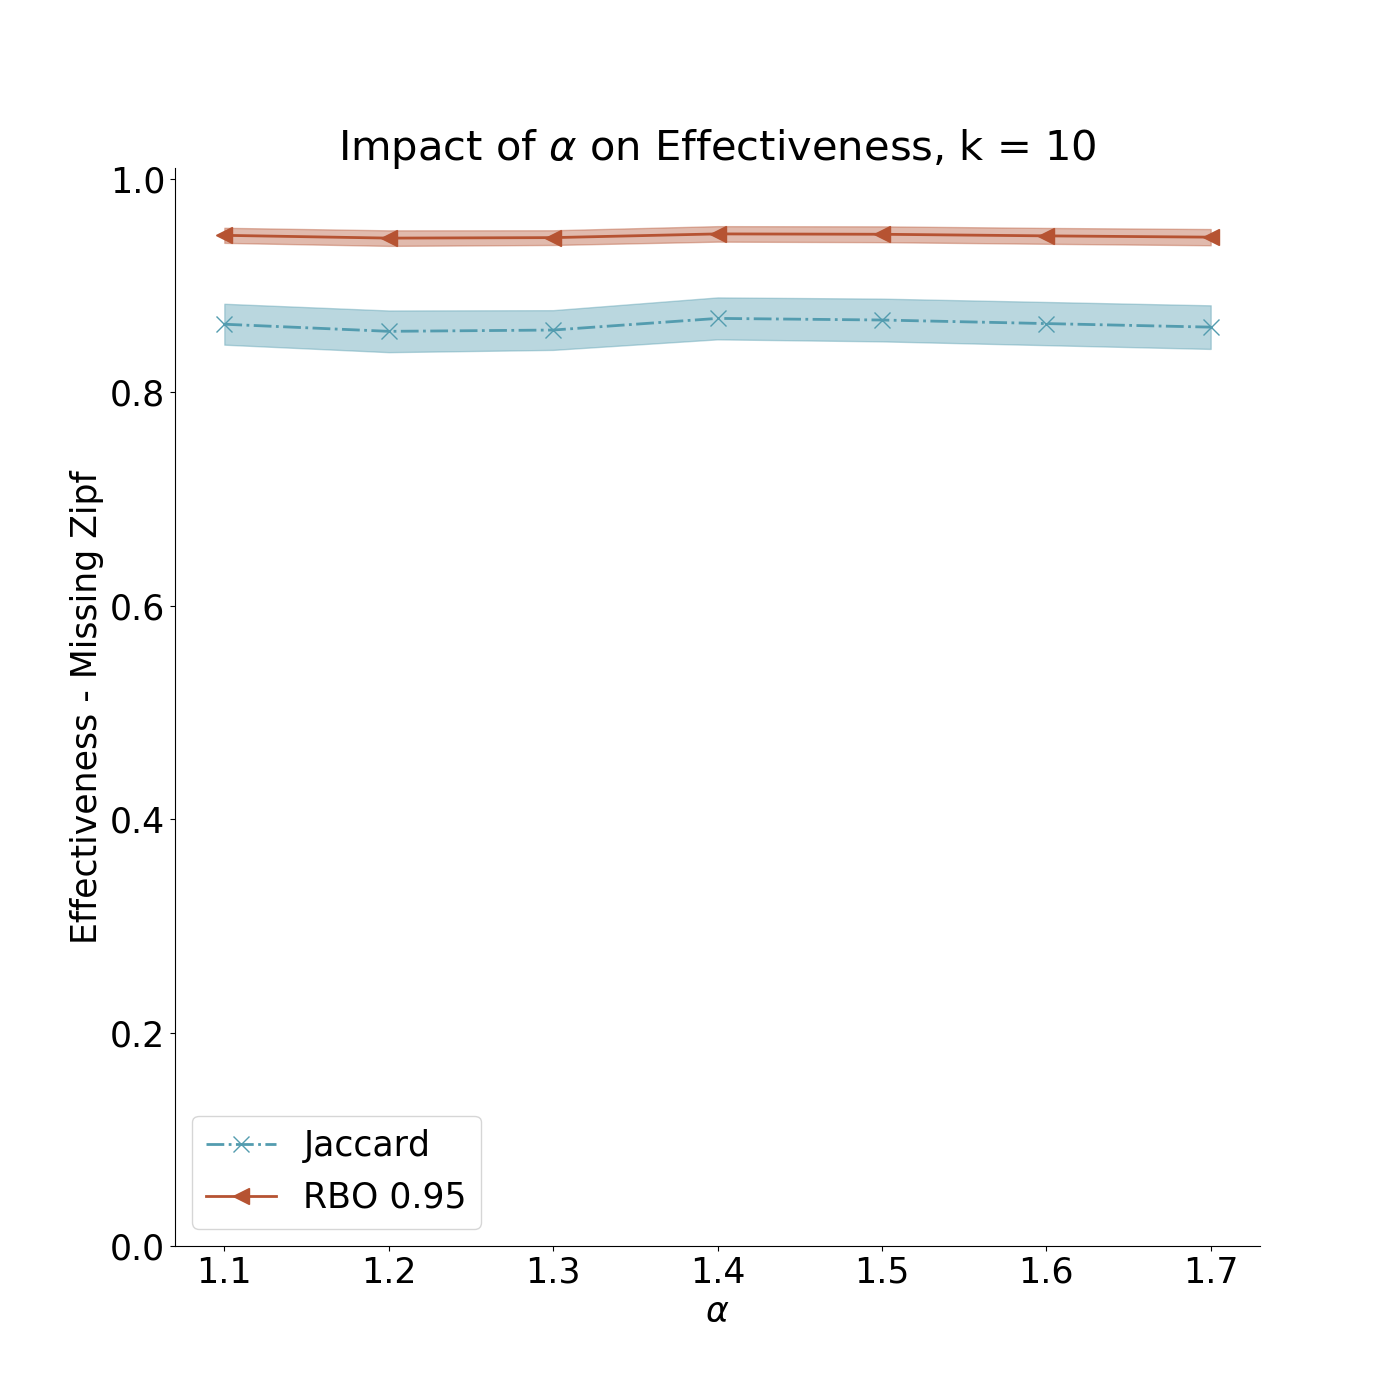 Impact of α on Effectiveness, k = 10
1.0
0.8
0.6
0.4
0.2
0.0
Effectiveness - Missing Zipf
Jaccard
RBO 0.95
1.1 1.2 1.3 1.4 1.5 1.6 1.7
α